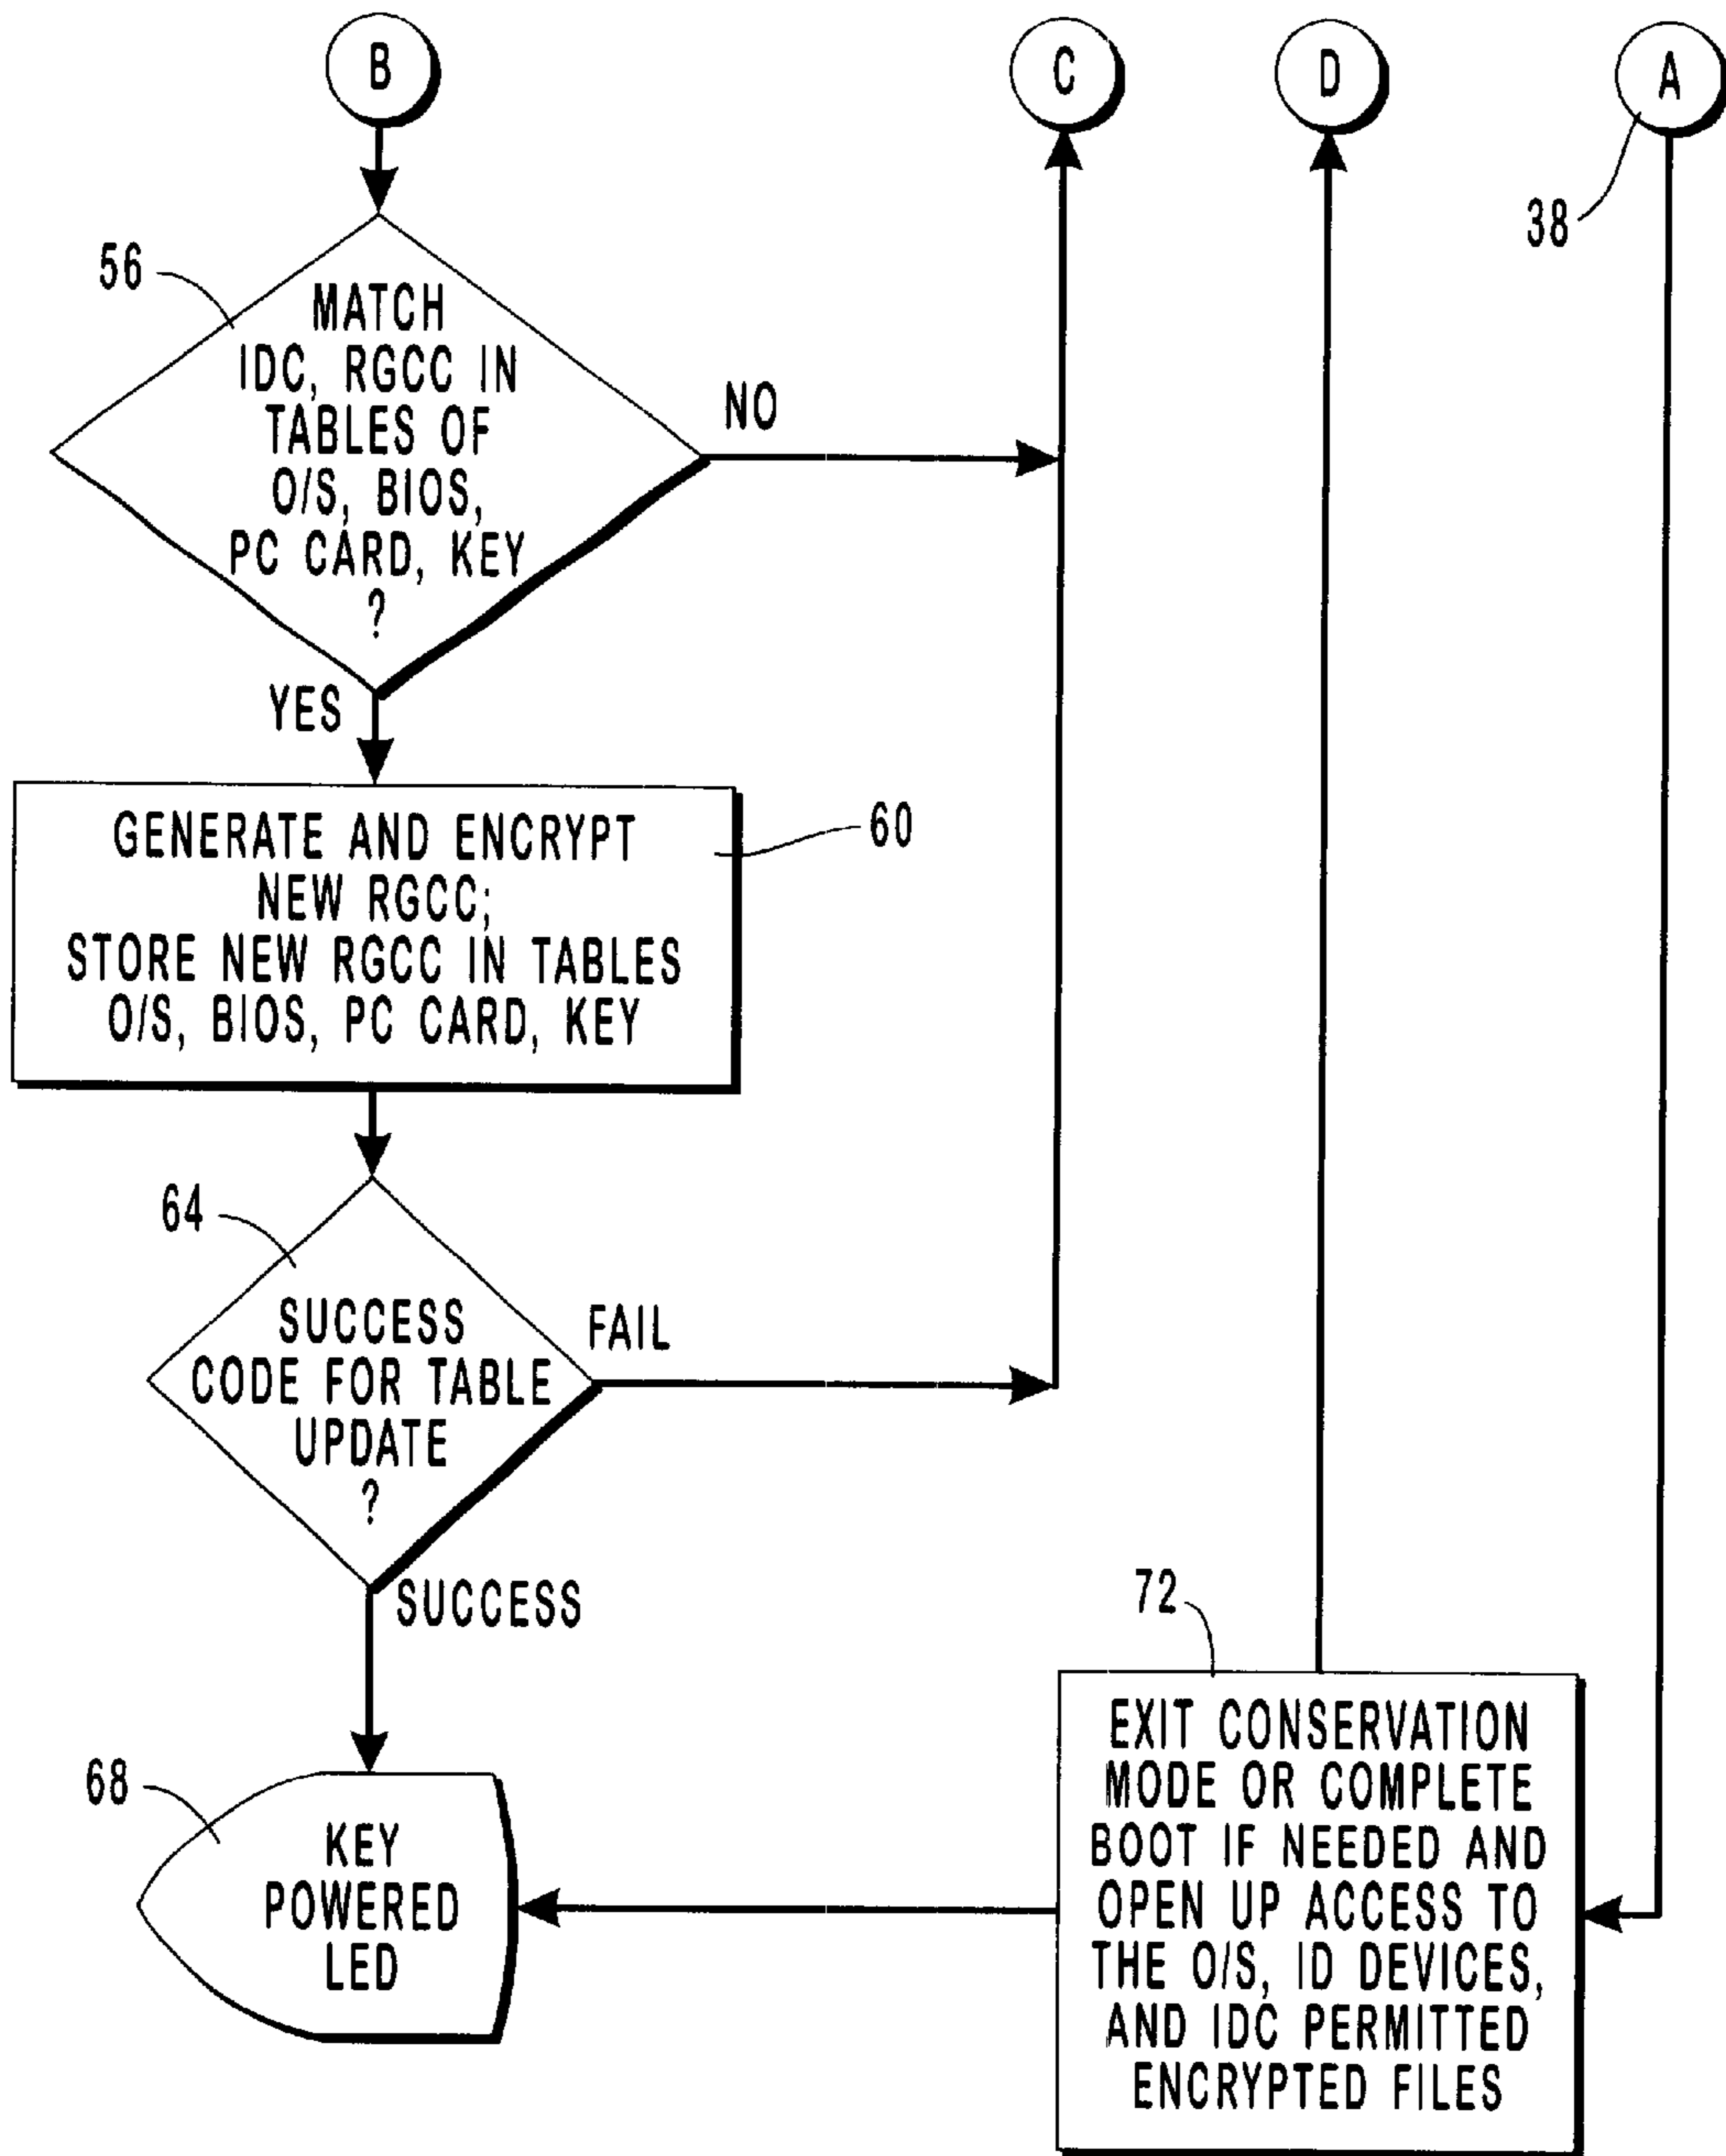 B
C
D
A
38
56
MATCH
IDC, RGCC IN
TABLES OF
O/S, BIOS,
PC CARD, KEY
?
NO
YES
GENERATE AND ENCRYPT
NEW RGCC;
STORE NEW RGCC IN TABLES
O/S, BIOS, PC CARD, KEY
60
64
SUCCESS
CODE FOR TABLE
UPDATE
?
FAIL
SUCCESS
68
KEY
POWERED
LED
72
EXIT CONSERVATION
MODE OR COMPLETE
BOOT IF NEEDED AND
OPEN UP ACCESS TO
THE O/S, ID DEVICES,
AND IDC PERMITTED
ENCRYPTED FILES